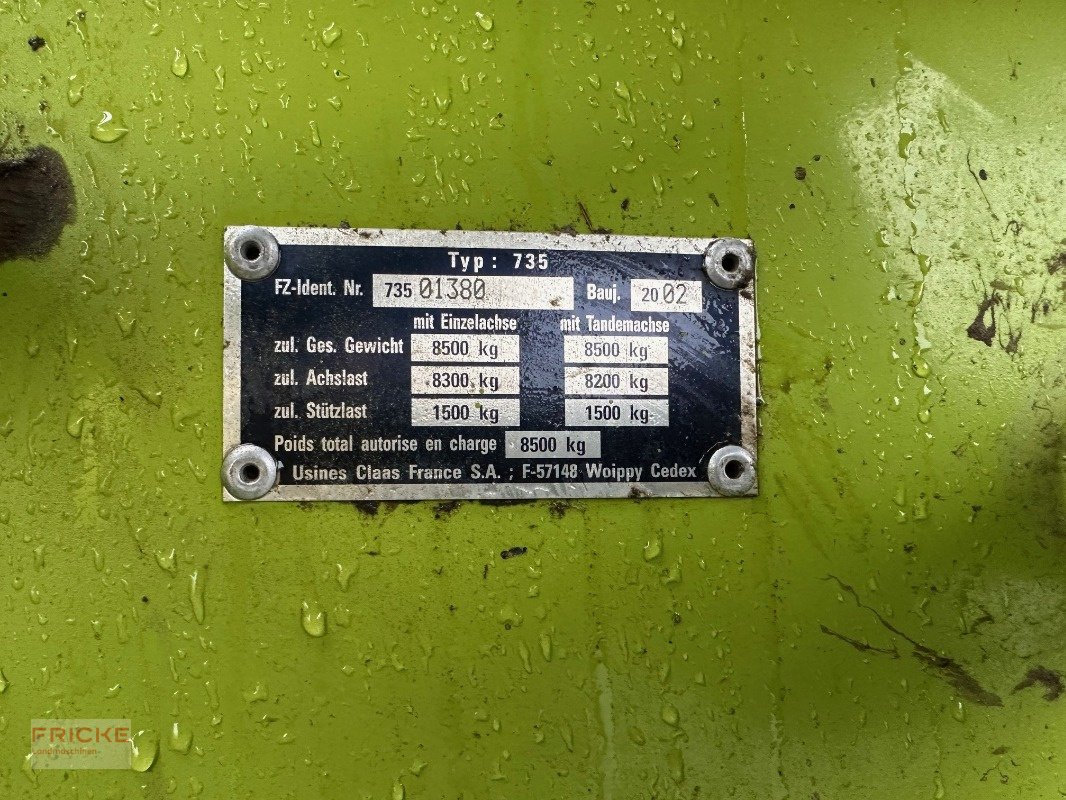 Typ: 735
FZ-Ident. Nr. 735 01380 Bauj. 2002
mit Einzelachse mit Tandemachse
zul. Ges. Gewicht 8500 kg 8500 kg
zul. Achslast 8300 kg 8200 kg
zul. Stützlast 1500 kg 1500 kg
Poids total autorise en charge 8500 kg
Usines Claas France S.A. ; F-57148 Woippy Cedex
FRICKE
Landmaschinen